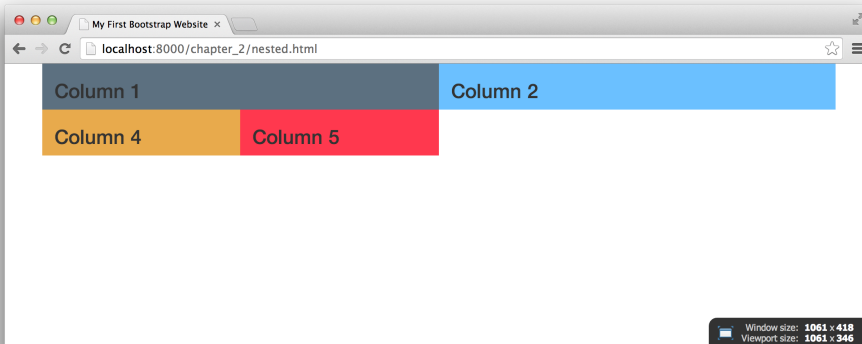 My First Bootstrap Website
localhost:8000/chapter_2/nested.html
Column 1
Column 2
Column 4
Column 5
Window size: 1061 x 418
Viewport size: 1061 x 346